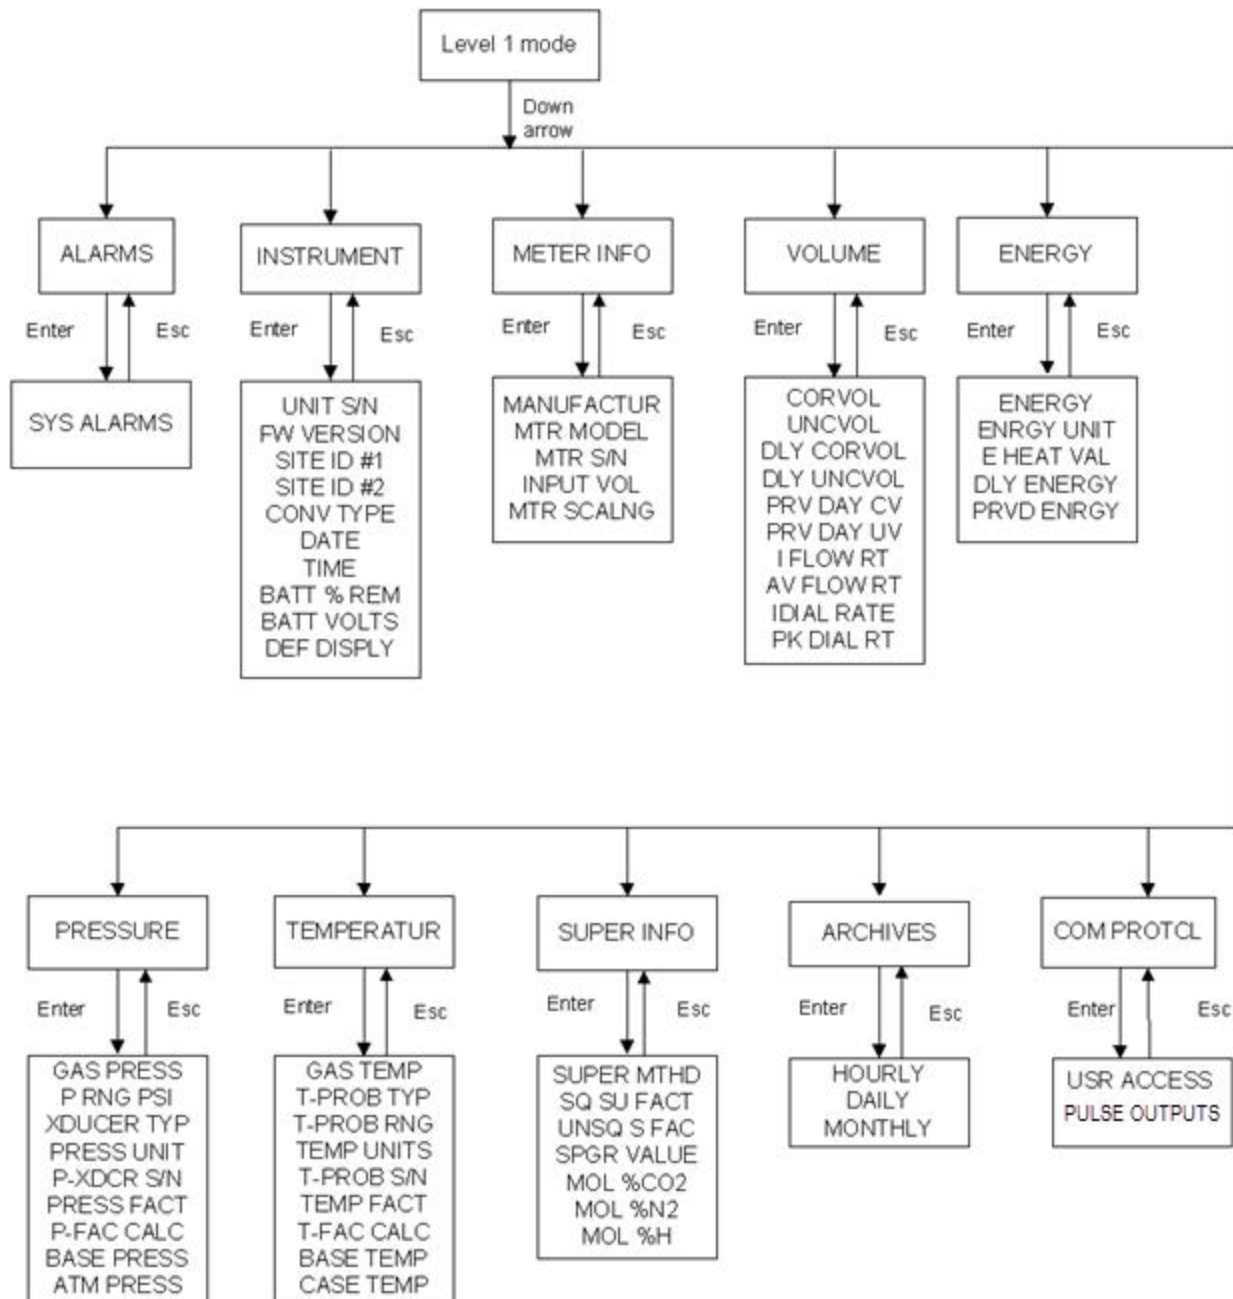 Level 1 mode
Down
arrow
ALARMS
INSTRUMENT
METER INFO
VOLUME
ENERGY
Enter
Esc
Enter
Esc
Enter
Esc
Enter
Esc
Enter
Esc
SYS ALARMS
UNIT S/N
FW VERSION
SITE ID #1
SITE ID #2
CONV TYPE
DATE
TIME
BATT % REM
BATT VOLTS
DEF DISPLY
MANUFACTUR
MTR MODEL
MTR S/N
INPUT VOL
MTR SCALNG
CORVOL
UNCVOL
DLY CORVOL
DLY UNCVOL
PRV DAY CV
PRV DAY UV
I FLOW RT
AV FLOW RT
IDIAL RATE
PK DIAL RT
ENERGY
ENRGY UNIT
E HEAT VAL
DLY ENERGY
PRVD ENRGY
PRESSURE
TEMPERATUR
SUPER INFO
ARCHIVES
COM PROTCL
Enter
Esc
Enter
Esc
Enter
Esc
Enter
Esc
Enter
Esc
GAS PRESS
P RNG PSI
XDUCER TYP
PRESS UNIT
P-XDCR S/N
PRESS FACT
P-FAC CALC
BASE PRESS
ATM PRESS
GAS TEMP
T-PROB TYP
T-PROB RNG
TEMP UNITS
T-PROB S/N
TEMP FACT
T-FAC CALC
BASE TEMP
CASE TEMP
SUPER MTHD
SQ SU FACT
UNSQ S FAC
SPGR VALUE
MOL %CO2
MOL %N2
MOL %H
HOURLY
DAILY
MONTHLY
USR ACCESS
PULSE OUTPUTS